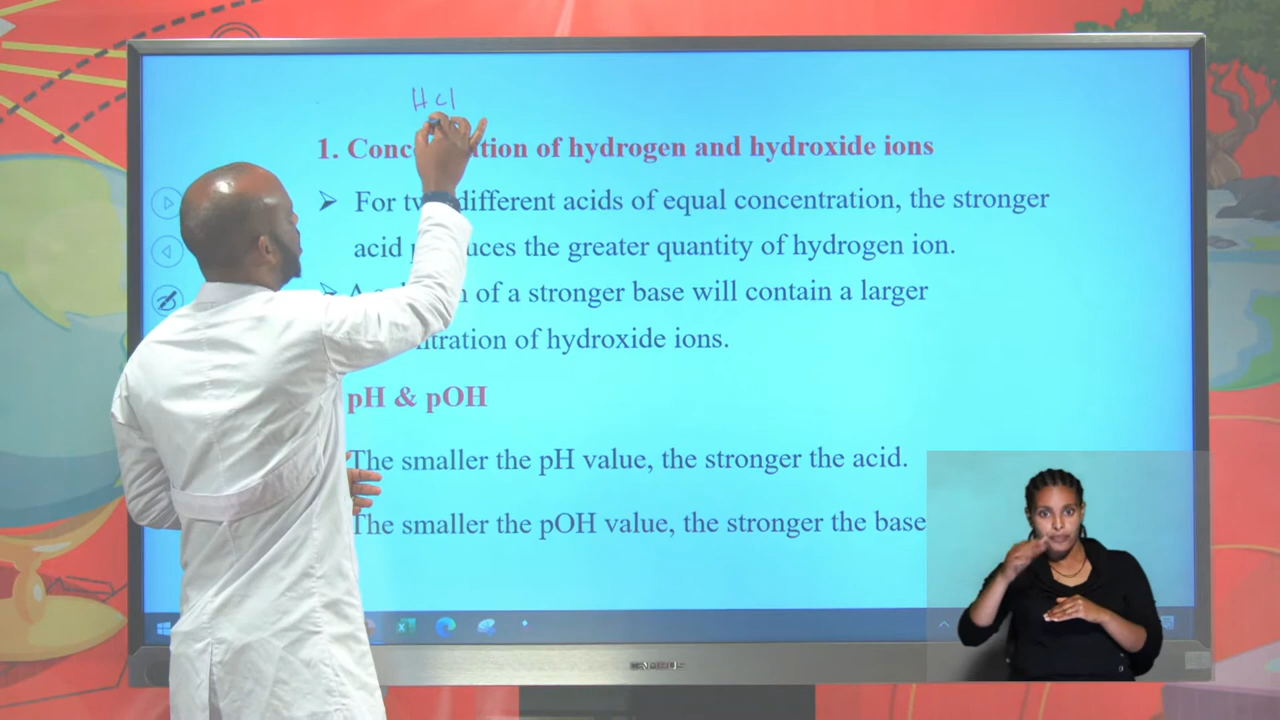 HCl
1. Conc tion of hydrogen and hydroxide ions
For tw different acids of equal concentration, the stronger
acid p uces the greater quantity of hydrogen ion.
A n of a stronger base will contain a larger
ntration of hydroxide ions.
pH & pOH
The smaller the pH value, the stronger the acid.
The smaller the pOH value, the stronger the base